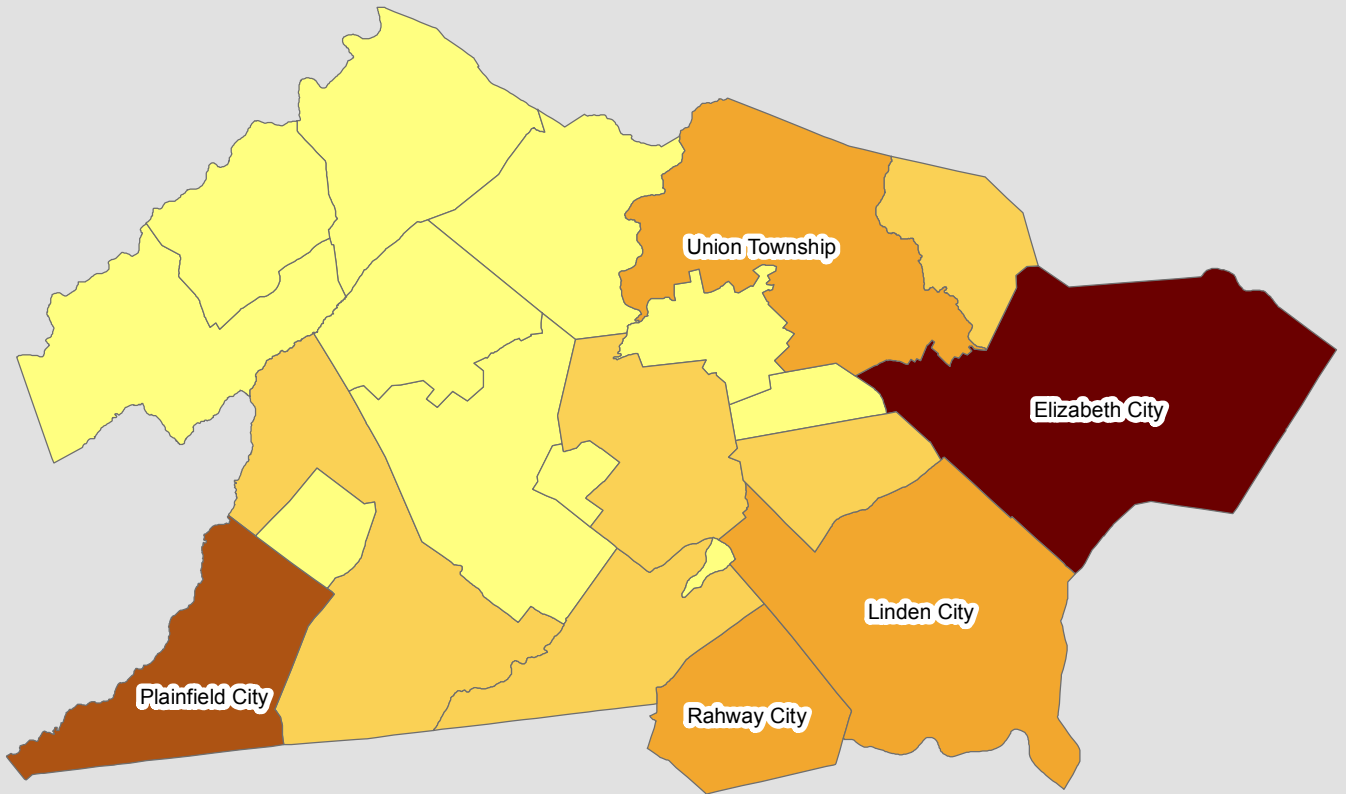 Union Township
Elizabeth City
Linden City
Plainfield City
Rahway City